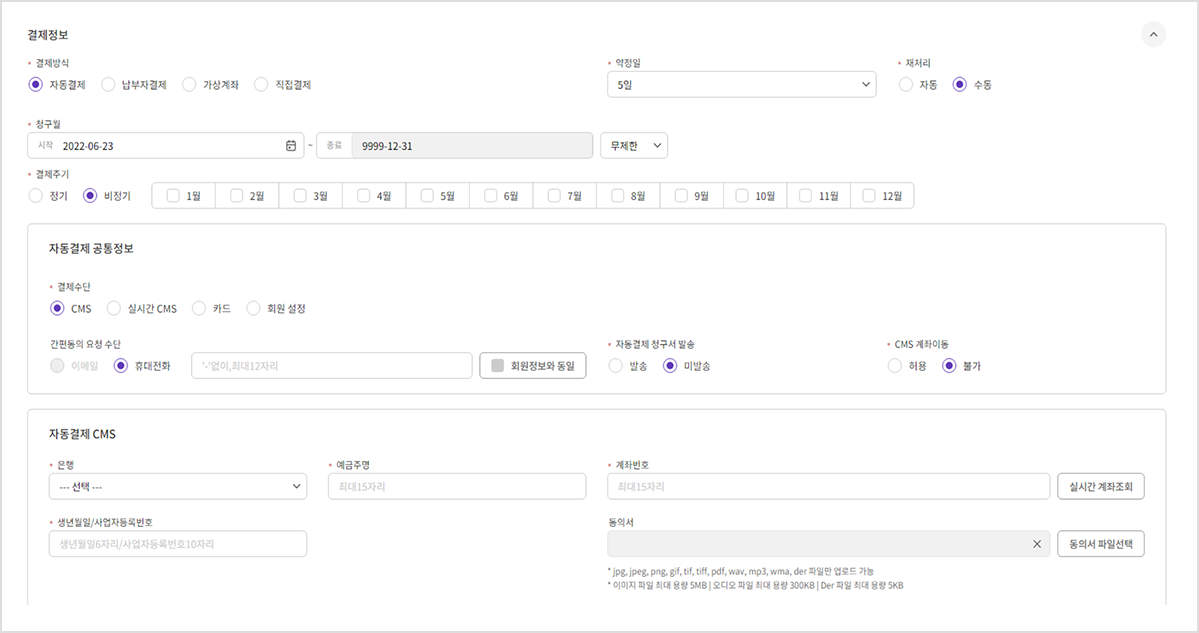 결제정보
* 결제방식
자동결제 납부자결제 가상계좌 직접결제
* 약정일
5일
* 재처리
자동 수동
* 청구월
시작 2022-06-23 ~ 종료 9999-12-31 무제한
* 결제주기
정기 비정기 1월 2월 3월 4월 5월 6월 7월 8월 9월 10월 11월 12월
자동결제 공통정보
* 결제수단
CMS 실시간 CMS 카드 회원 설정
간편동의 요청 수단
이메일 휴대전화 '-'없이,최대12자리 회원정보와 동일
* 자동결제 청구서 발송
발송 미발송
* CMS 계좌이동
허용 불가
자동결제 CMS
* 은행
--- 선택 ---
* 예금주명
최대15자리
* 계좌번호
최대15자리 실시간 계좌조회
* 생년월일/사업자등록번호
생년월일6자리/사업자등록번호10자리
동의서
동의서 파일선택
* jpg, jpeg, png, gif, tif, tiff, pdf, wav, mp3, wma, der 파일만 업로드 가능
* 이미지 파일 최대 용량 5MB | 오디오 파일 최대 용량 300KB | Der 파일 최대 용량 5KB